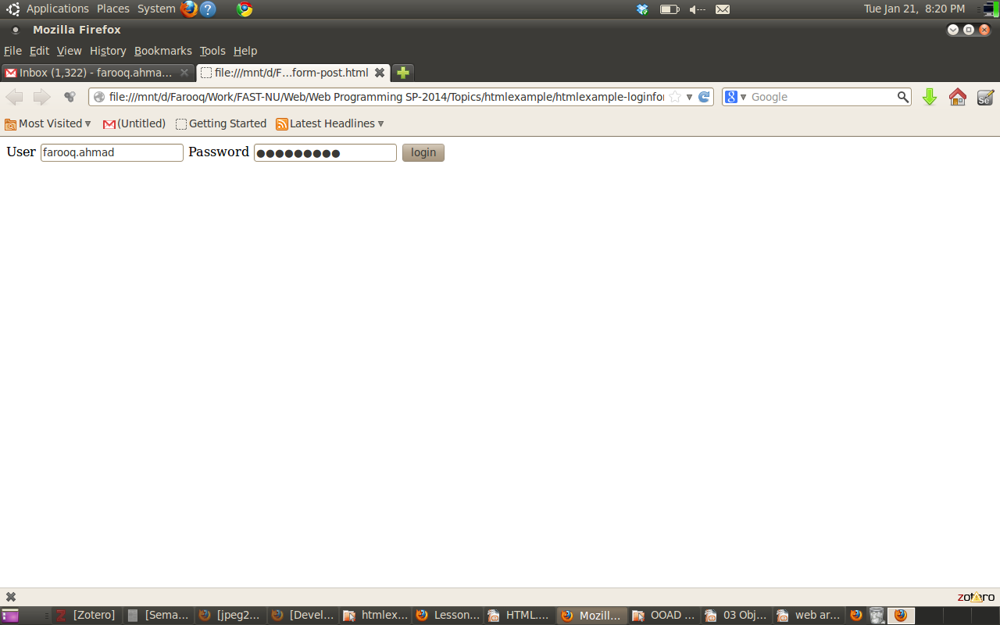 Applications Places System Tue Jan 21, 8:20 PM
Mozilla Firefox
File Edit View History Bookmarks Tools Help
Inbox (1,322) - farooq.ahma... file:///mnt/d/F...form-post.html
file:///mnt/d/Farooq/Work/FAST-NU/Web/Web Programming SP-2014/Topics/htmlexample/htmlexample-loginfor Google
Most Visited (Untitled) Getting Started Latest Headlines
User farooq.ahmad Password ●●●●●●●●● login
zotero
[Zotero] [Sema... [jpeg2... [Devel... htmlex... Lesson... HTML.... Mozill... OOAD ... 03 Obj... web ar...